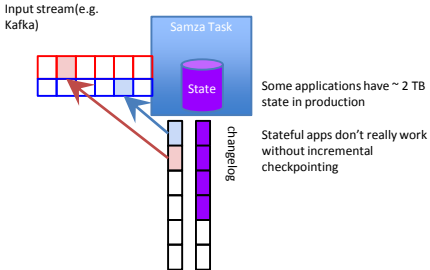 Input stream(e.g.
Kafka)
Samza Task
State
Some applications have ~ 2 TB
state in production
Stateful apps don't really work
without incremental
checkpointing
changelog